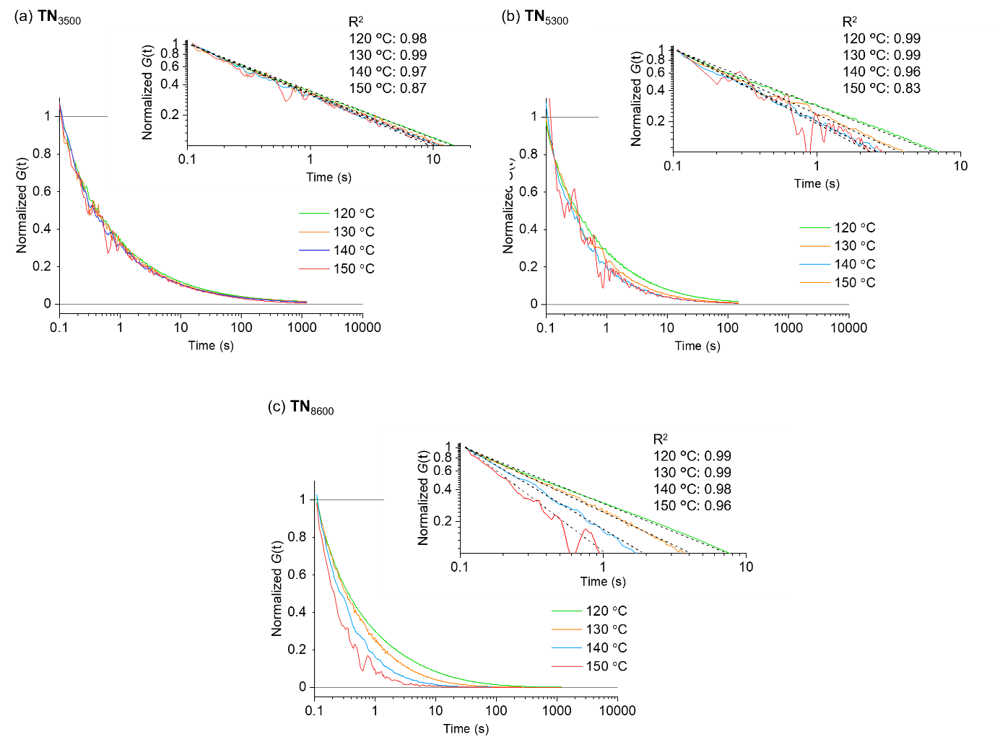 (a) TN3500
R2
120 °C: 0.98
130 °C: 0.99
140 °C: 0.97
150 °C: 0.87
Normalized G(t)
1
0.8
0.6
0.4
0.2
0.1
1
10
Time (s)
Normalized G(t)
1
0.8
0.6
0.4
0.2
0
120 °C
130 °C
140 °C
150 °C
0.1
1
10
100
1000
10000
Time (s)
(b) TN5300
R2
120 °C: 0.99
130 °C: 0.99
140 °C: 0.96
150 °C: 0.83
Normalized G(t)
1
0.8
0.6
0.4
0.2
0.1
1
10
Time (s)
Normalized G(t)
1
0.8
0.6
0.4
0.2
0
120 °C
130 °C
140 °C
150 °C
0.1
1
10
100
1000
10000
Time (s)
(c) TN8600
R2
120 °C: 0.99
130 °C: 0.99
140 °C: 0.98
150 °C: 0.96
Normalized G(t)
1
0.8
0.6
0.4
0.2
0.1
1
10
Time (s)
Normalized G(t)
1
0.8
0.6
0.4
0.2
0
120 °C
130 °C
140 °C
150 °C
0.1
1
10
100
1000
10000
Time (s)